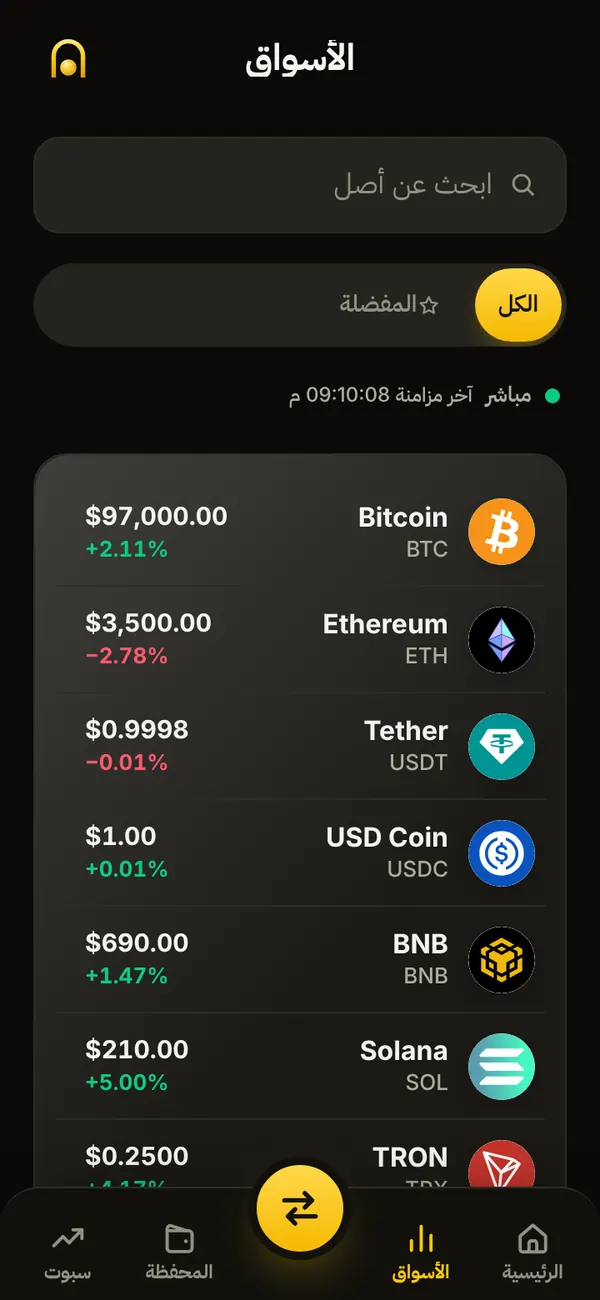 الأسواق
ابحث عن أصل
الكل
المفضلة
مباشر آخر مزامنة 09:10:08 م
Bitcoin $97,000.00
BTC +2.11%
Ethereum $3,500.00
ETH −2.78%
Tether $0.9998
USDT −0.01%
USD Coin $1.00
USDC +0.01%
BNB $690.00
BNB +1.47%
Solana $210.00
SOL +5.00%
TRON $0.2500
TRX +4.17%
الرئيسية
الأسواق
المحفظة
سبوت